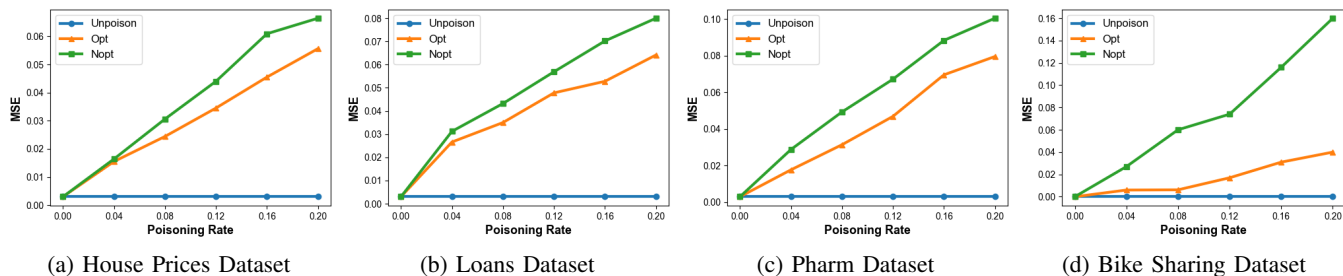 Unpoison
Opt
Nopt
MSE
0.06
0.05
0.04
0.03
0.02
0.01
0.00
0.00 0.04 0.08 0.12 0.16 0.20
Poisoning Rate
(a) House Prices Dataset
Unpoison
Opt
Nopt
MSE
0.08
0.07
0.06
0.05
0.04
0.03
0.02
0.01
0.00
0.00 0.04 0.08 0.12 0.16 0.20
Poisoning Rate
(b) Loans Dataset
Unpoison
Opt
Nopt
MSE
0.10
0.08
0.06
0.04
0.02
0.00
0.00 0.04 0.08 0.12 0.16 0.20
Poisoning Rate
(c) Pharm Dataset
Unpoison
Opt
Nopt
MSE
0.16
0.14
0.12
0.10
0.08
0.06
0.04
0.02
0.00
0.00 0.04 0.08 0.12 0.16 0.20
Poisoning Rate
(d) Bike Sharing Dataset